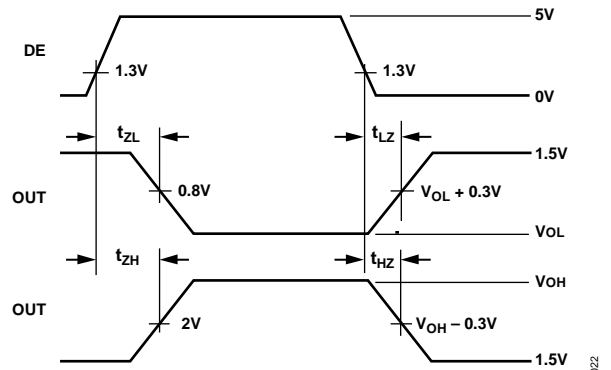 5V
DE
1.3V
1.3V
0V
tZL
tLZ
1.5V
0.8V
VOL + 0.3V
OUT
VOL
tZH
tHZ
VOH
OUT
2V
VOH – 0.3V
1.5V
022